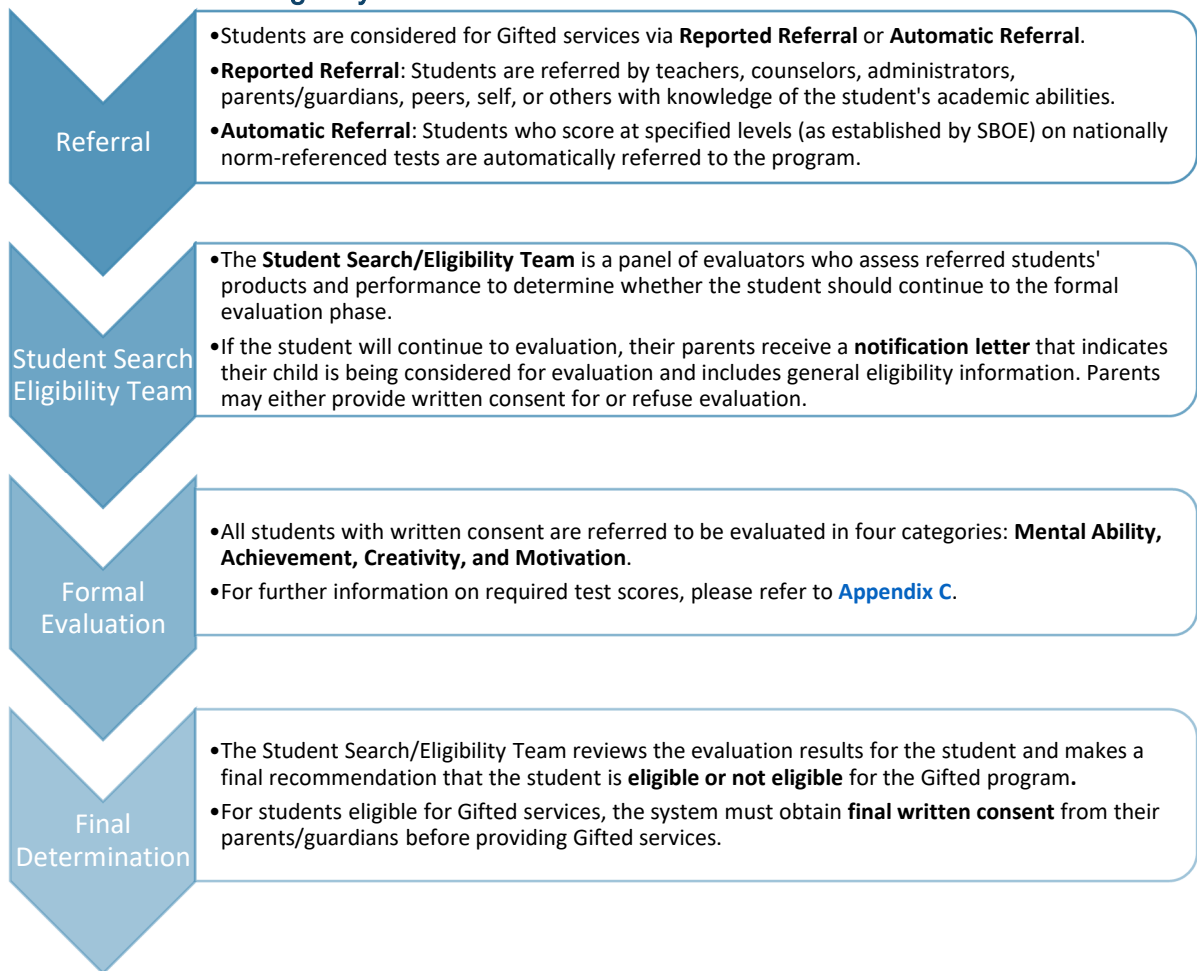 Referral
•Students are considered for Gifted services via Reported Referral or Automatic Referral.
•Reported Referral: Students are referred by teachers, counselors, administrators,
parents/guardians, peers, self, or others with knowledge of the student's academic abilities.
•Automatic Referral: Students who score at specified levels (as established by SBOE) on nationally
norm-referenced tests are automatically referred to the program.
Student Search
Eligibility Team
•The Student Search/Eligibility Team is a panel of evaluators who assess referred students'
products and performance to determine whether the student should continue to the formal
evaluation phase.
•If the student will continue to evaluation, their parents receive a notification letter that indicates
their child is being considered for evaluation and includes general eligibility information. Parents
may either provide written consent for or refuse evaluation.
Formal
Evaluation
•All students with written consent are referred to be evaluated in four categories: Mental Ability,
Achievement, Creativity, and Motivation.
•For further information on required test scores, please refer to Appendix C.
Final
Determination
•The Student Search/Eligibility Team reviews the evaluation results for the student and makes a
final recommendation that the student is eligible or not eligible for the Gifted program.
•For students eligible for Gifted services, the system must obtain final written consent from their
parents/guardians before providing Gifted services.